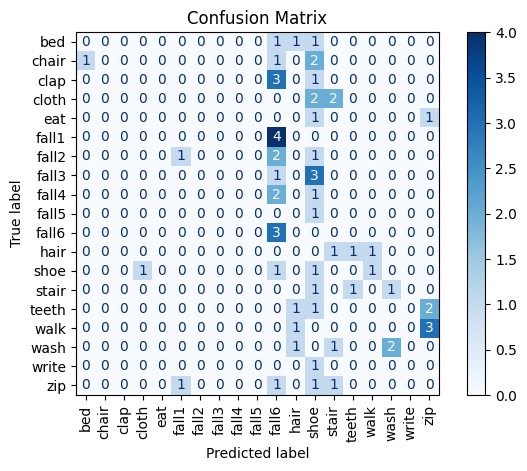 Confusion Matrix
True label
bed 0 0 0 0 0 0 0 0 0 0 1 1 1 0 0 0 0 0 0
chair 1 0 0 0 0 0 0 0 0 0 1 0 2 0 0 0 0 0 0
clap 0 0 0 0 0 0 0 0 0 0 3 0 1 0 0 0 0 0 0
cloth 0 0 0 0 0 0 0 0 0 0 0 0 2 2 0 0 0 0 0
eat 0 0 0 0 0 0 0 0 0 0 0 0 1 0 0 0 0 0 1
fall1 0 0 0 0 0 0 0 0 0 0 4 0 0 0 0 0 0 0 0
fall2 0 0 0 0 0 1 0 0 0 0 2 0 1 0 0 0 0 0 0
fall3 0 0 0 0 0 0 0 0 0 0 1 0 3 0 0 0 0 0 0
fall4 0 0 0 0 0 0 0 0 0 0 2 0 1 0 0 0 0 0 0
fall5 0 0 0 0 0 0 0 0 0 0 0 0 1 0 0 0 0 0 0
fall6 0 0 0 0 0 0 0 0 0 0 3 0 0 0 0 0 0 0 0
hair 0 0 0 0 0 0 0 0 0 0 0 0 0 1 1 1 0 0 0
shoe 0 0 0 1 0 0 0 0 0 0 1 0 1 0 0 1 0 0 0
stair 0 0 0 0 0 0 0 0 0 0 0 0 1 0 1 0 1 0 0
teeth 0 0 0 0 0 0 0 0 0 0 0 1 1 0 0 0 0 0 2
walk 0 0 0 0 0 0 0 0 0 0 0 1 0 0 0 0 0 0 3
wash 0 0 0 0 0 0 0 0 0 0 0 1 0 1 0 0 2 0 0
write 0 0 0 0 0 0 0 0 0 0 0 0 1 0 0 0 0 0 0
zip 0 0 0 0 0 1 0 0 0 0 1 0 1 1 0 0 0 0 0
bed chair clap cloth eat fall1 fall2 fall3 fall4 fall5 fall6 hair shoe stair teeth walk wash write zip
Predicted label
4.0
3.5
3.0
2.5
2.0
1.5
1.0
0.5
0.0